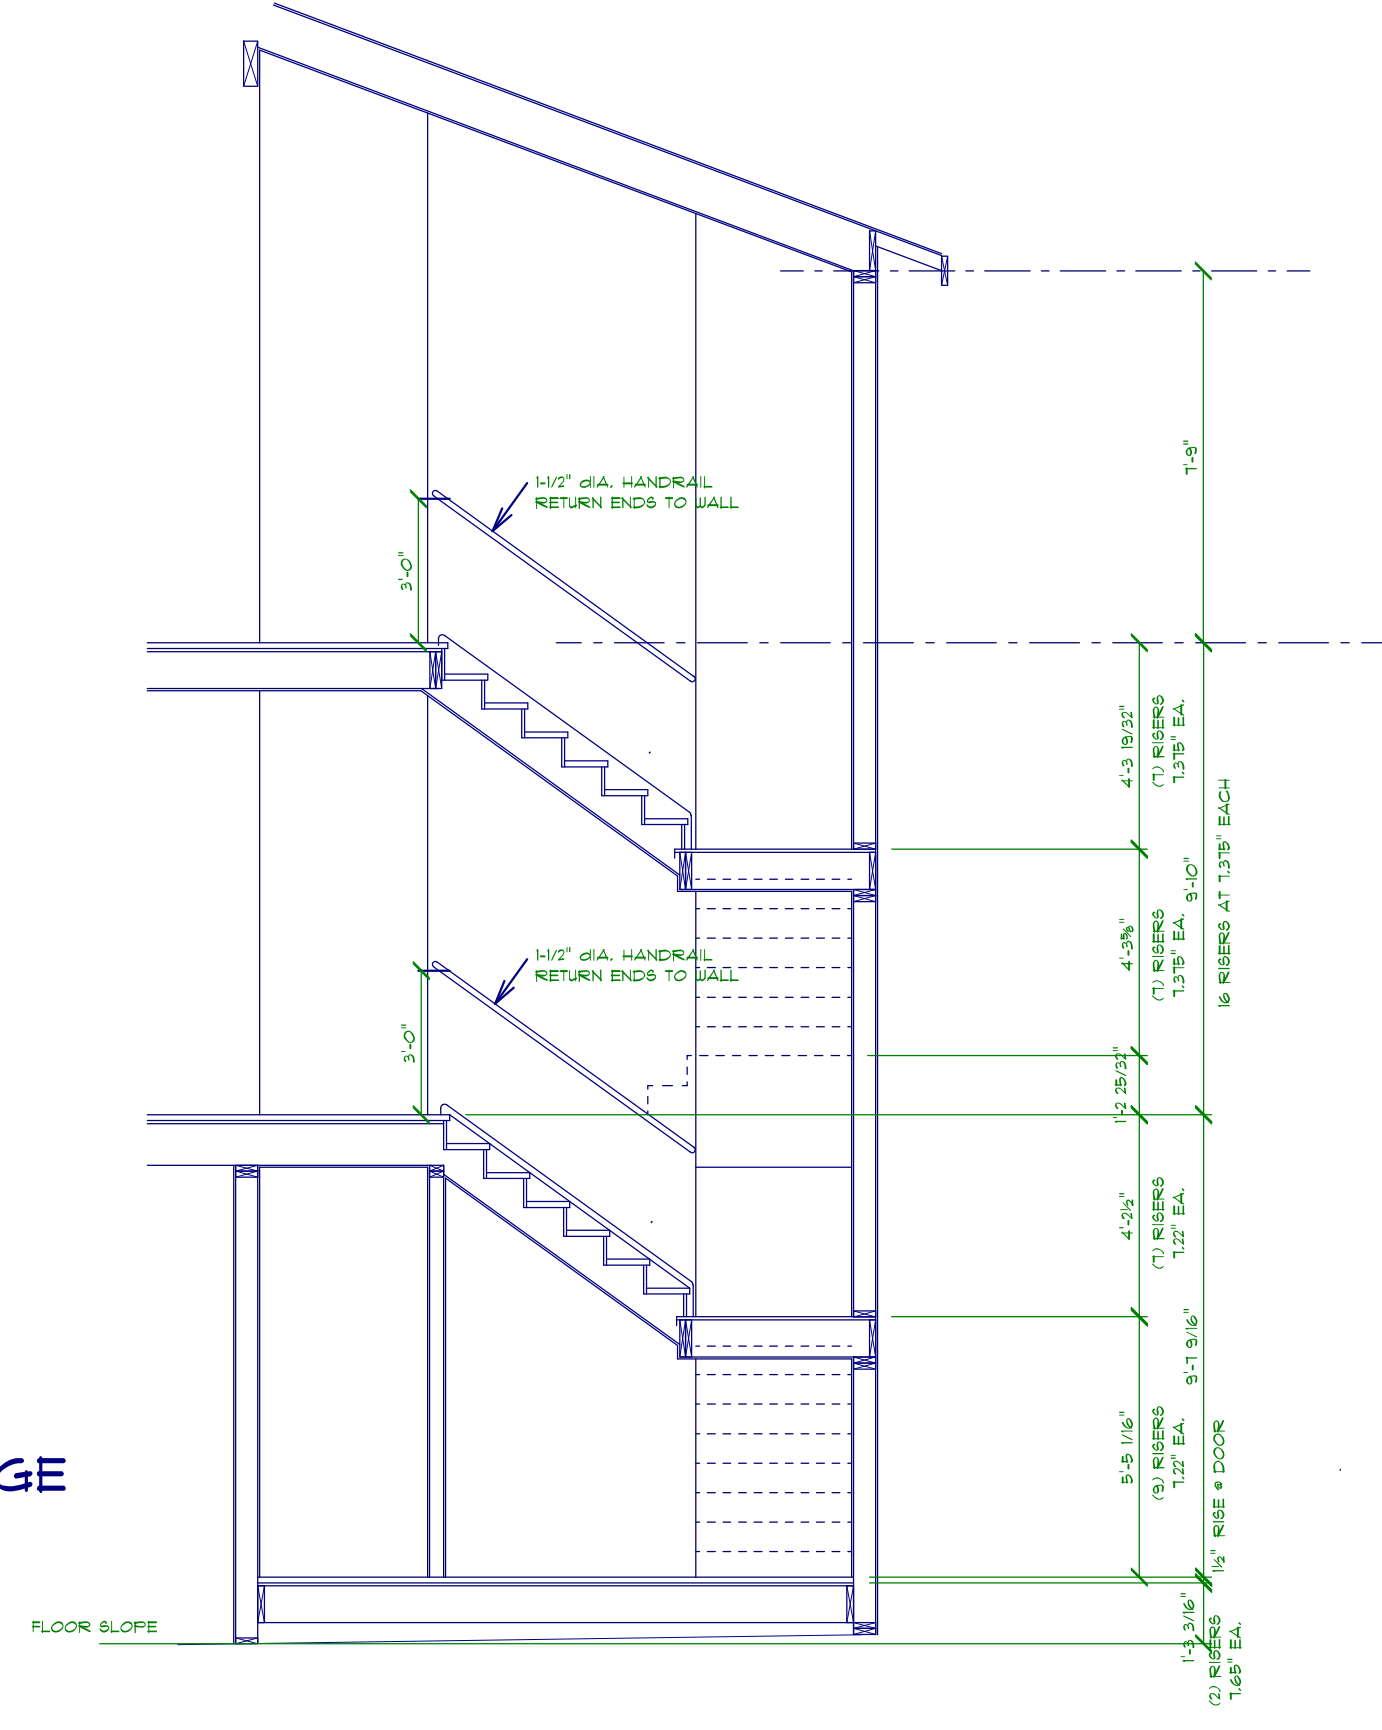 1-1/2" dIA. HANDRAIL
RETURN ENDS TO WALL
3'-0"
7'-9"
4'-3 19/32"
(7) RISERS
7.375" EA.
16 RISERS AT 7.375" EACH
9'-10"
4'-3⅝"
(7) RISERS
7.375" EA.
1-1/2" dIA. HANDRAIL
RETURN ENDS TO WALL
3'-0"
1'-2 25/32"
4'-2½"
(7) RISERS
7.22" EA.
9'-7 9/16"
5'-5 1/16"
(9) RISERS
7.22" EA.
1½" RISE @ DOOR
GE
FLOOR SLOPE
1'-3 3/16"
(2) RISERS
7.65" EA.